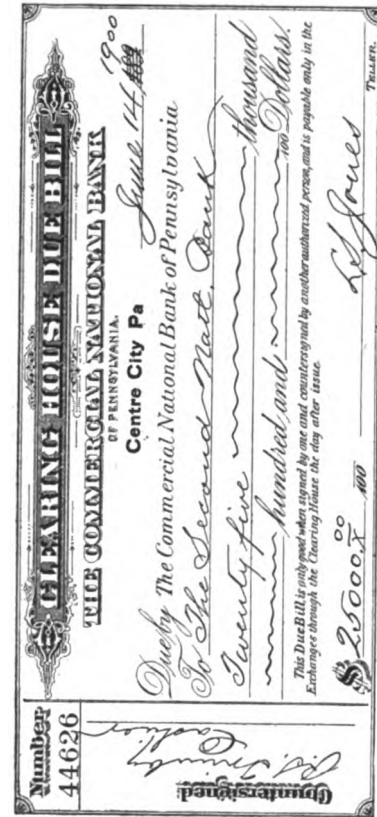 Number
44626
CLEARING HOUSE DUE BILL
THE COMMERCIAL NATIONAL BANK
OF PENNSYLVANIA.
Centre City Pa June 14 1900
Due by The Commercial National Bank of Pennsylvania
To The Second Natl. Bank
Twenty five thousand
hundred and 100 Dollars.
This Due Bill, is only good when signed by one and countersigned by another authorized person, and is payable only in the
Exchanges through the Clearing House the day after issue.
$25000.00 X 100 Jones
TELLER.
Countersigned
Cashier